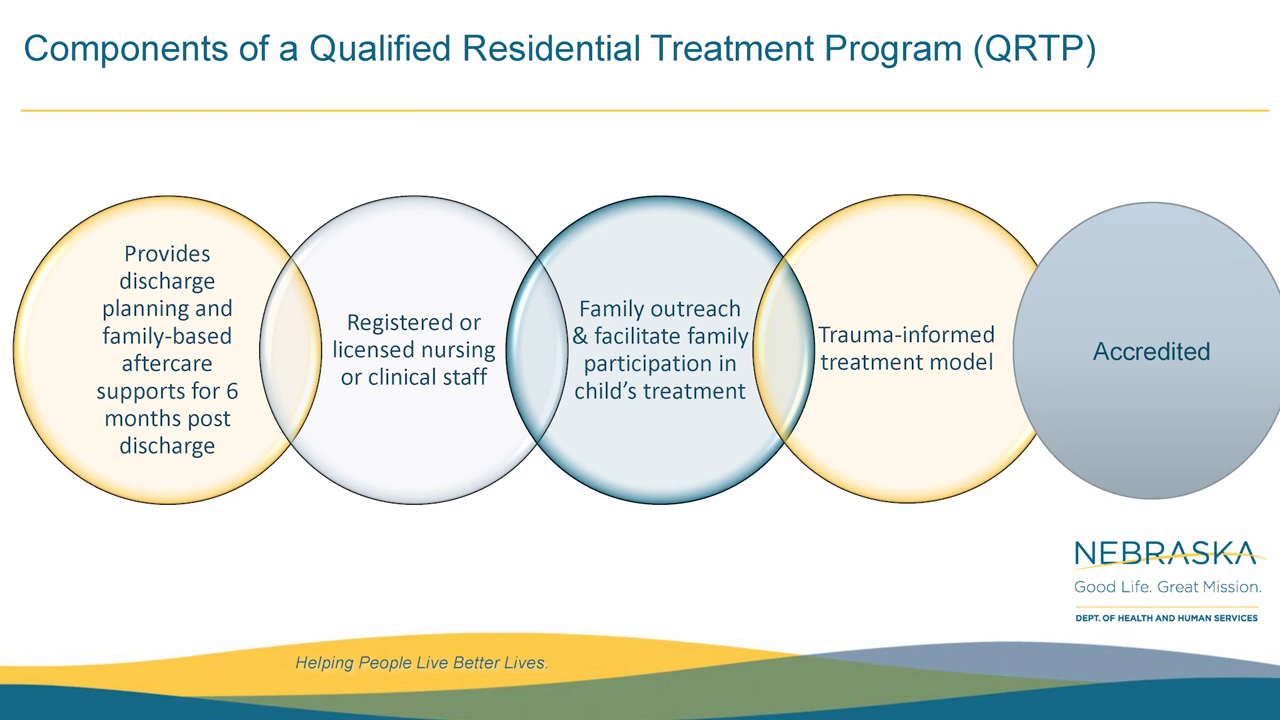 Components of a Qualified Residential Treatment Program (QRTP)
Provides
discharge
planning and
family-based
aftercare
supports for 6
months post
discharge
Registered or
licensed nursing
or clinical staff
Family outreach
& facilitate family
participation in
child’s treatment
Trauma-informed
treatment model
Accredited
NEBRASKA
Good Life. Great Mission.
DEPT. OF HEALTH AND HUMAN SERVICES
Helping People Live Better Lives.